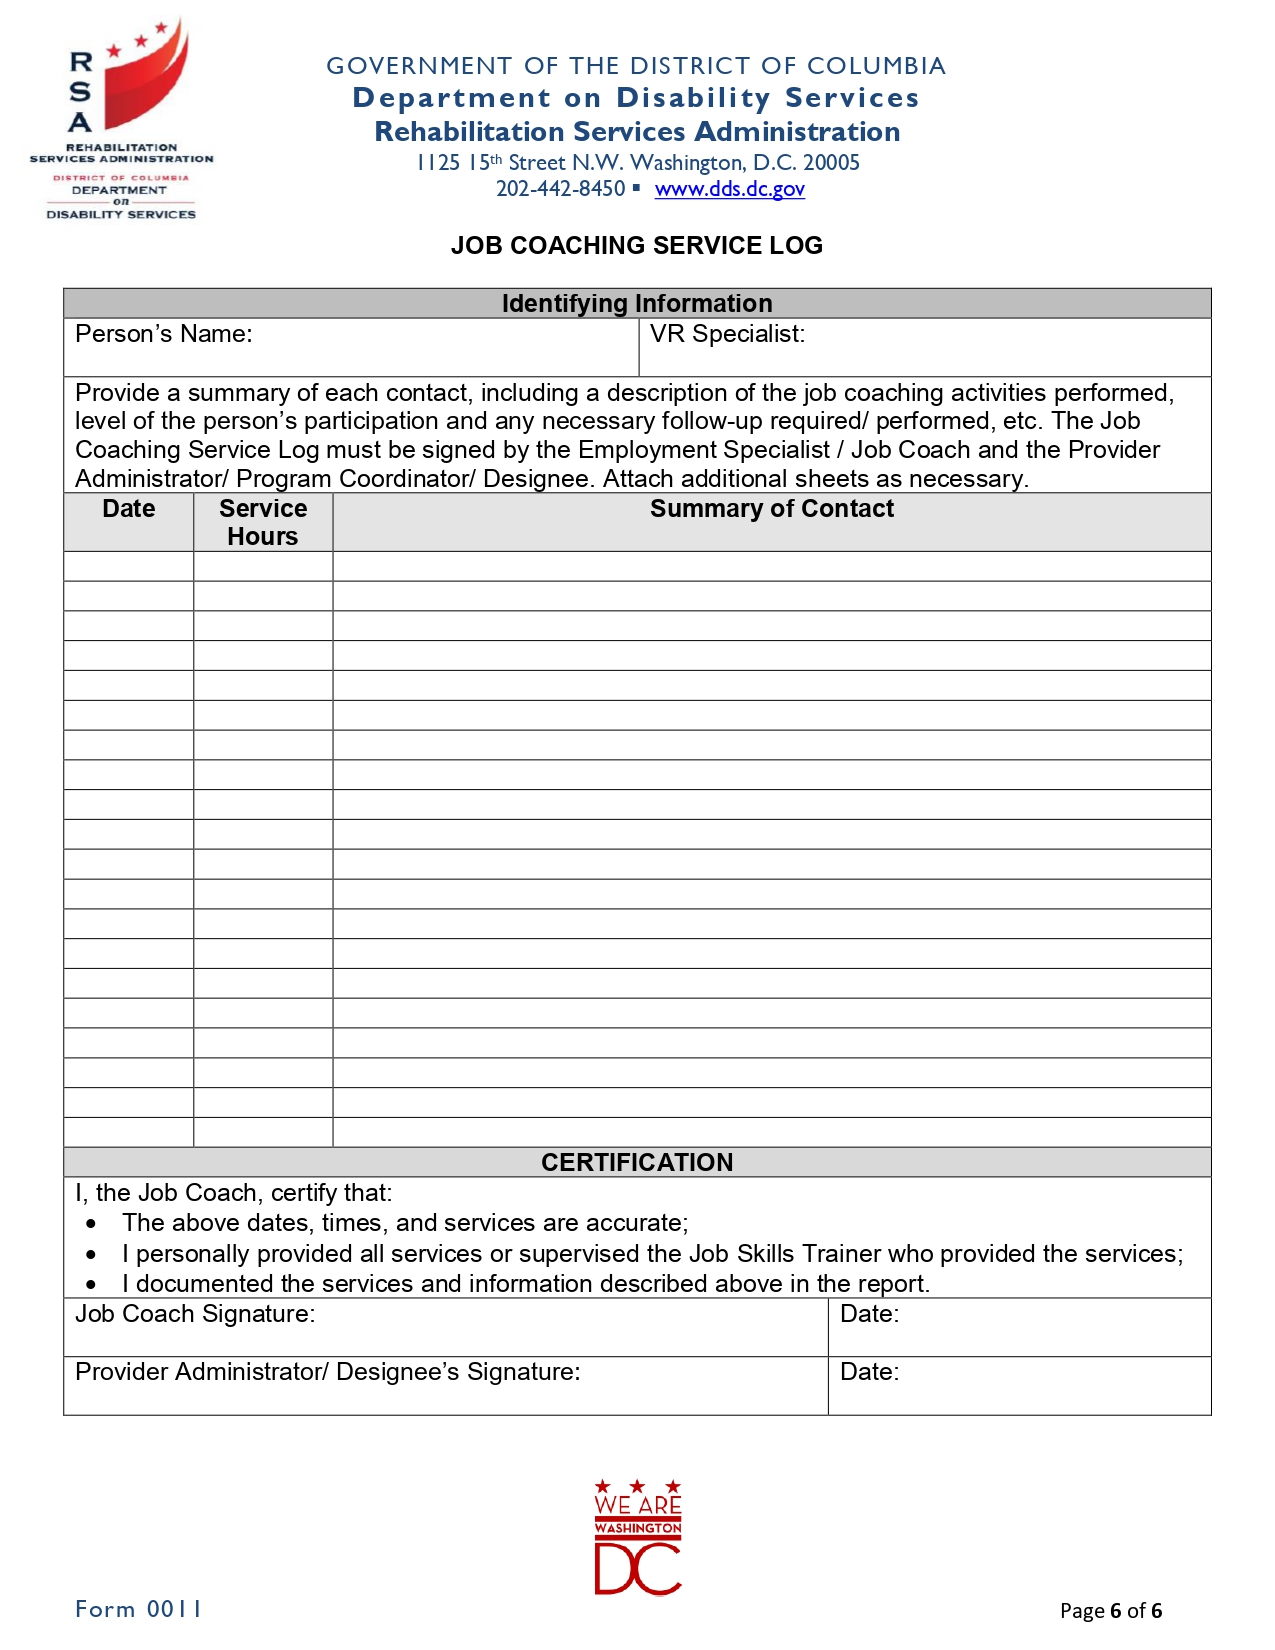 R
S
A
REHABILITATION
SERVICES ADMINISTRATION
DISTRICT OF COLUMBIA
DEPARTMENT
on
DISABILITY SERVICES
GOVERNMENT OF THE DISTRICT OF COLUMBIA
Department on Disability Services
Rehabilitation Services Administration
1125 15th Street N.W. Washington, D.C. 20005
202-442-8450 ▪ www.dds.dc.gov
JOB COACHING SERVICE LOG
Identifying Information
Person’s Name: VR Specialist:
Provide a summary of each contact, including a description of the job coaching activities performed,
level of the person’s participation and any necessary follow-up required/ performed, etc. The Job
Coaching Service Log must be signed by the Employment Specialist / Job Coach and the Provider
Administrator/ Program Coordinator/ Designee. Attach additional sheets as necessary.
Date Service Hours Summary of Contact
CERTIFICATION
I, the Job Coach, certify that:
• The above dates, times, and services are accurate;
• I personally provided all services or supervised the Job Skills Trainer who provided the services;
• I documented the services and information described above in the report.
Job Coach Signature: Date:
Provider Administrator/ Designee’s Signature: Date:
WE ARE
WASHINGTON
DC
Form 0011 Page 6 of 6